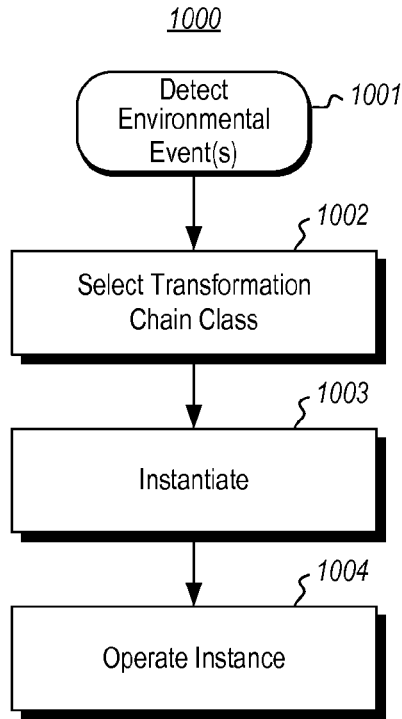 1000
Detect
Environmental
Event(s)
1001
1002
Select Transformation
Chain Class
1003
Instantiate
1004
Operate Instance